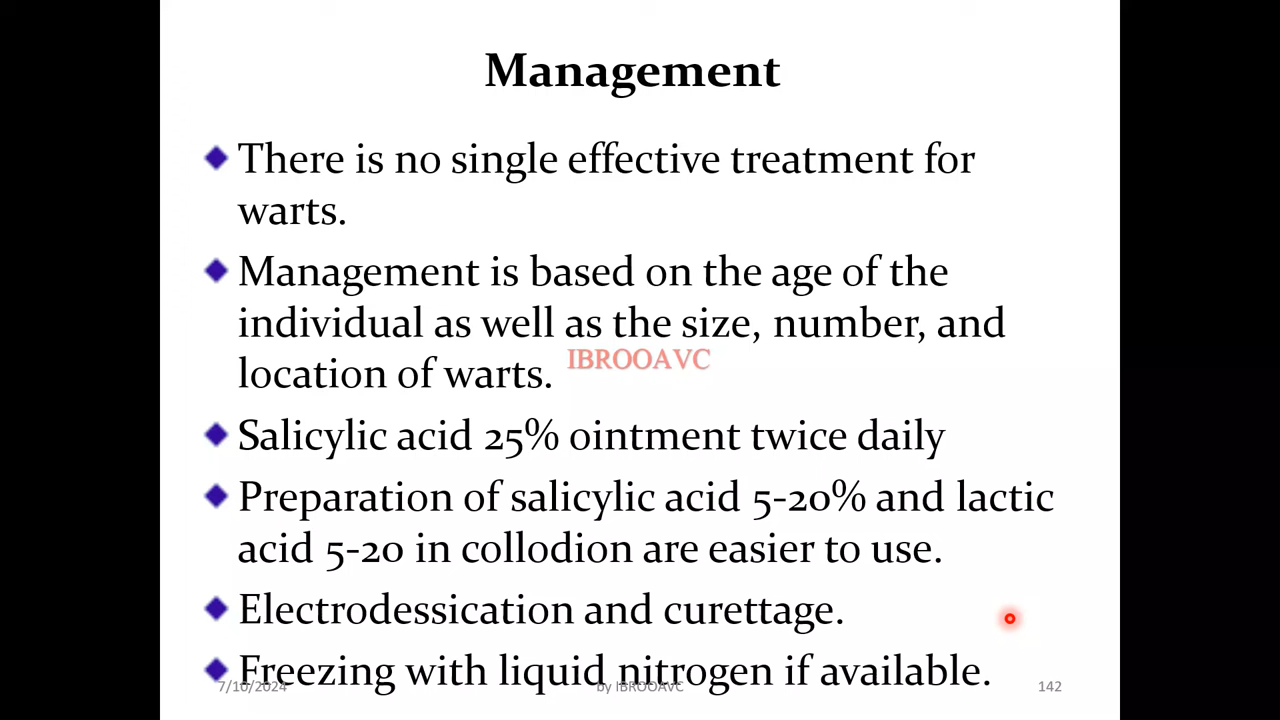 Management
There is no single effective treatment for
warts.
Management is based on the age of the
individual as well as the size, number, and
location of warts.
IBROOAVC
Salicylic acid 25% ointment twice daily
Preparation of salicylic acid 5-20% and lactic
acid 5-20 in collodion are easier to use.
Electrodessication and curettage.
Freezing with liquid nitrogen if available.
7/10/2024 by IBROOAVC 142